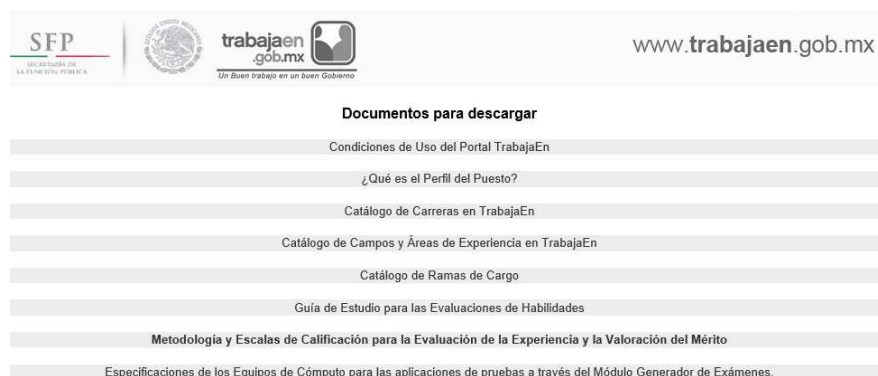 SFP
SECRETARÍA DE
LA FUNCIÓN PÚBLICA
ESTADOS UNIDOS MEXICANOS
trabajaen
.gob.mx
Un Buen trabajo en un buen Gobierno
www.trabajaen.gob.mx
Documentos para descargar
Condiciones de Uso del Portal TrabajaEn
¿Qué es el Perfil del Puesto?
Catálogo de Carreras en TrabajaEn
Catálogo de Campos y Áreas de Experiencia en TrabajaEn
Catálogo de Ramas de Cargo
Guía de Estudio para las Evaluaciones de Habilidades
Metodología y Escalas de Calificación para la Evaluación de la Experiencia y la Valoración del Mérito
Especificaciones de los Equipos de Cómputo para las aplicaciones de pruebas a través del Módulo Generador de Exámenes.